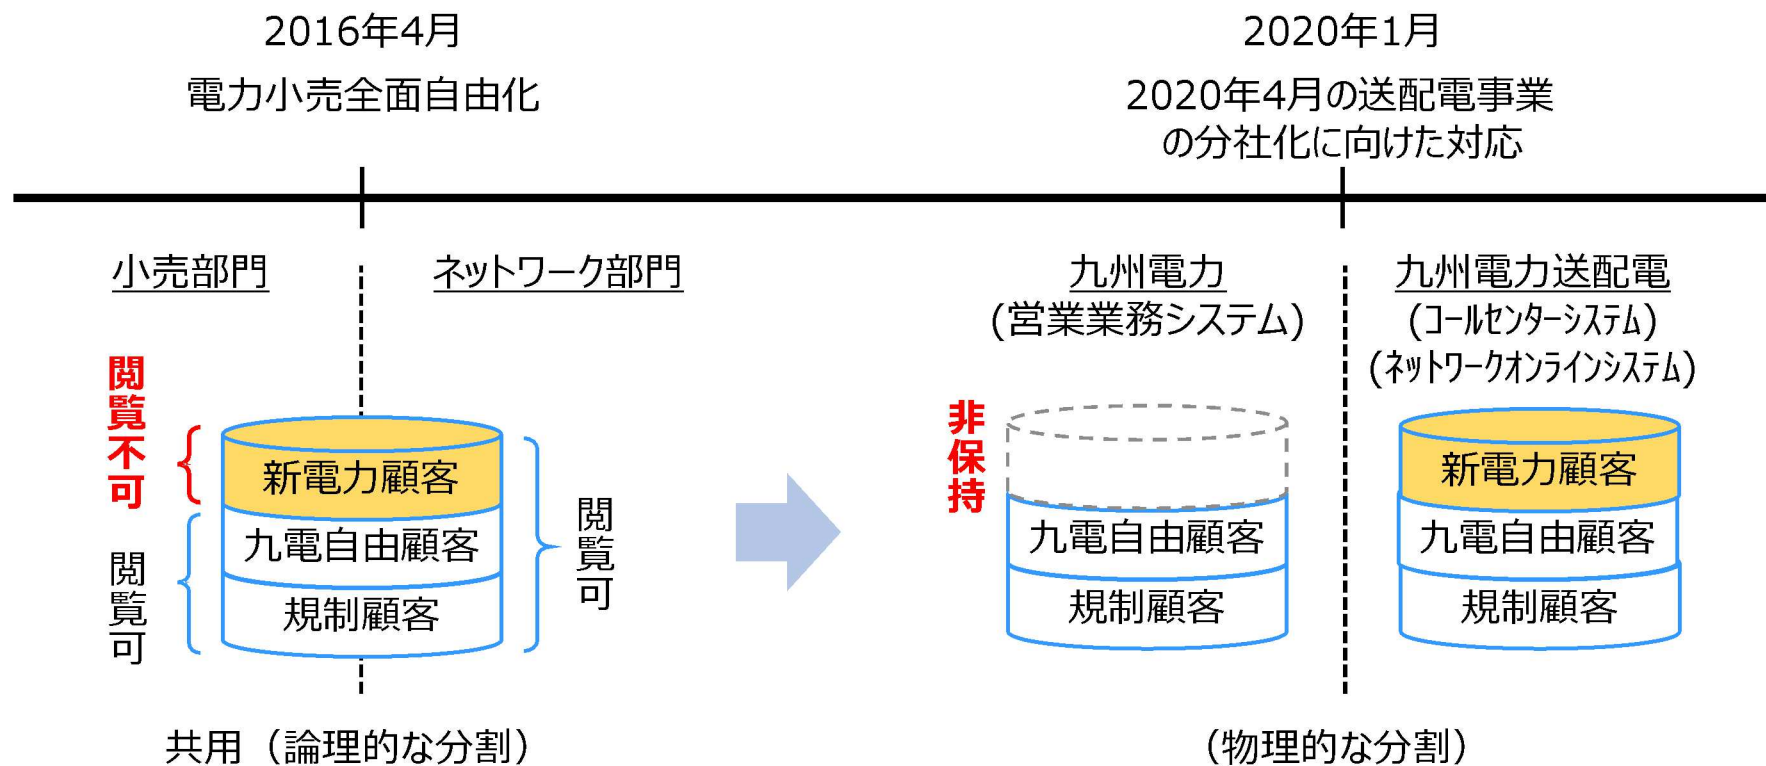 2016年4月
電力小売全面自由化
2020年1月
2020年4月の送配電事業
の分社化に向けた対応
小売部門
ネットワーク部門
閲覧不可
閲覧可
新電力顧客
九電自由顧客
規制顧客
閲覧可
共用（論理的な分割）
九州電力
(営業業務システム)
九州電力送配電
(コールセンターシステム)
(ネットワークオンラインシステム)
非保持
九電自由顧客
規制顧客
新電力顧客
九電自由顧客
規制顧客
（物理的な分割）